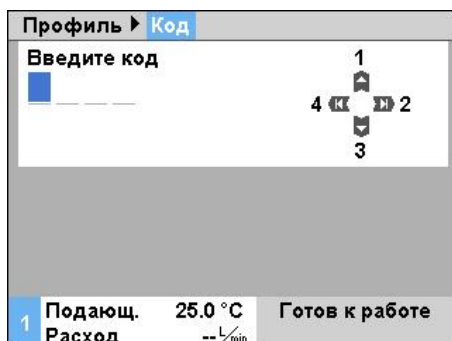 Профиль Код
Введите код
1
4 2
3
1 Подающ. 25.0 °C Готов к работе
Расход -- L/min